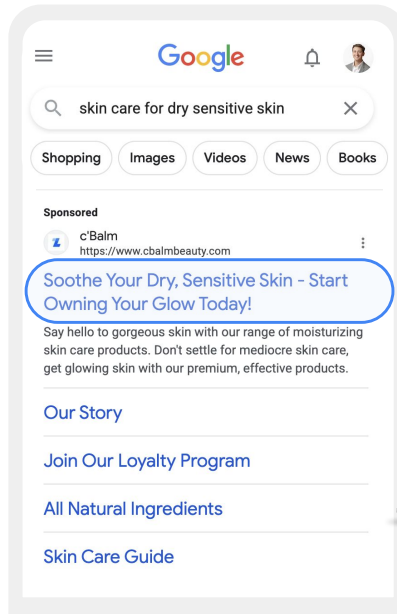 Google
skin care for dry sensitive skin
Shopping
Images
Videos
News
Books
Sponsored
c'Balm
https://www.cbalmbeauty.com
Soothe Your Dry, Sensitive Skin - Start
Owning Your Glow Today!
Say hello to gorgeous skin with our range of moisturizing
skin care products. Don't settle for mediocre skin care,
get glowing skin with our premium, effective products.
Our Story
Join Our Loyalty Program
All Natural Ingredients
Skin Care Guide